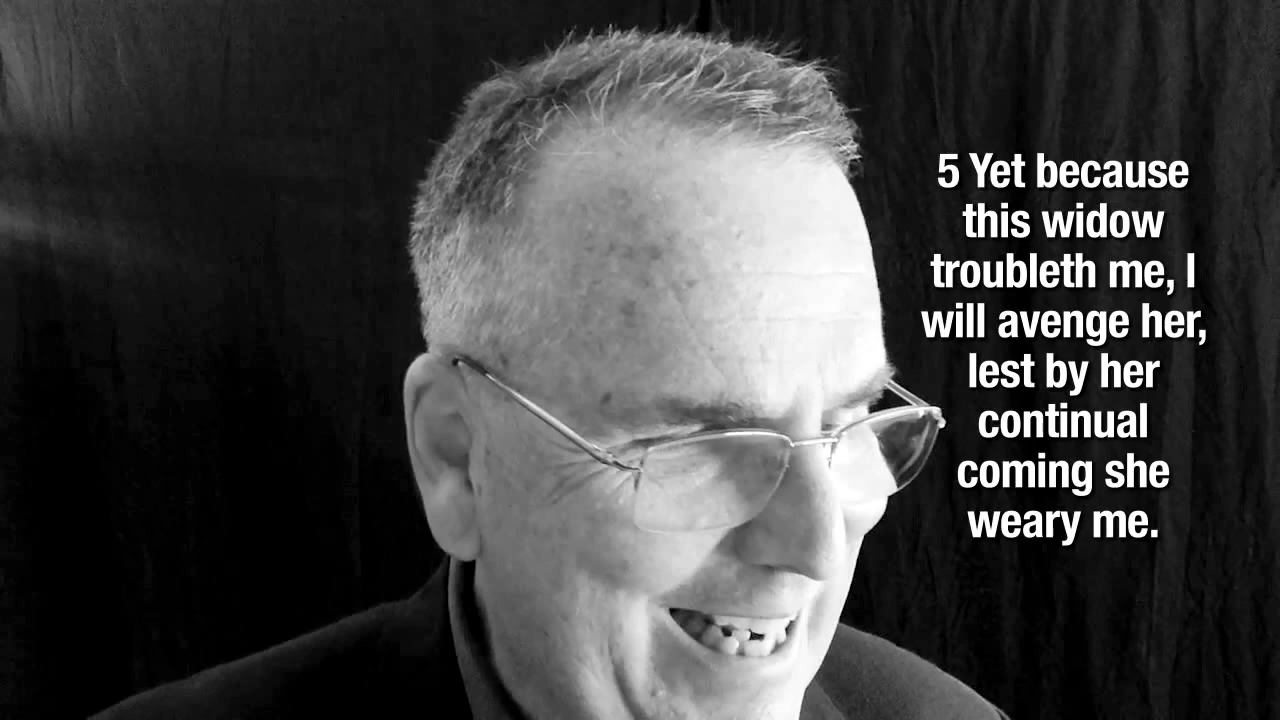 5 Yet because
this widow
troubleth me, I
will avenge her,
lest by her
continual
coming she
weary me.